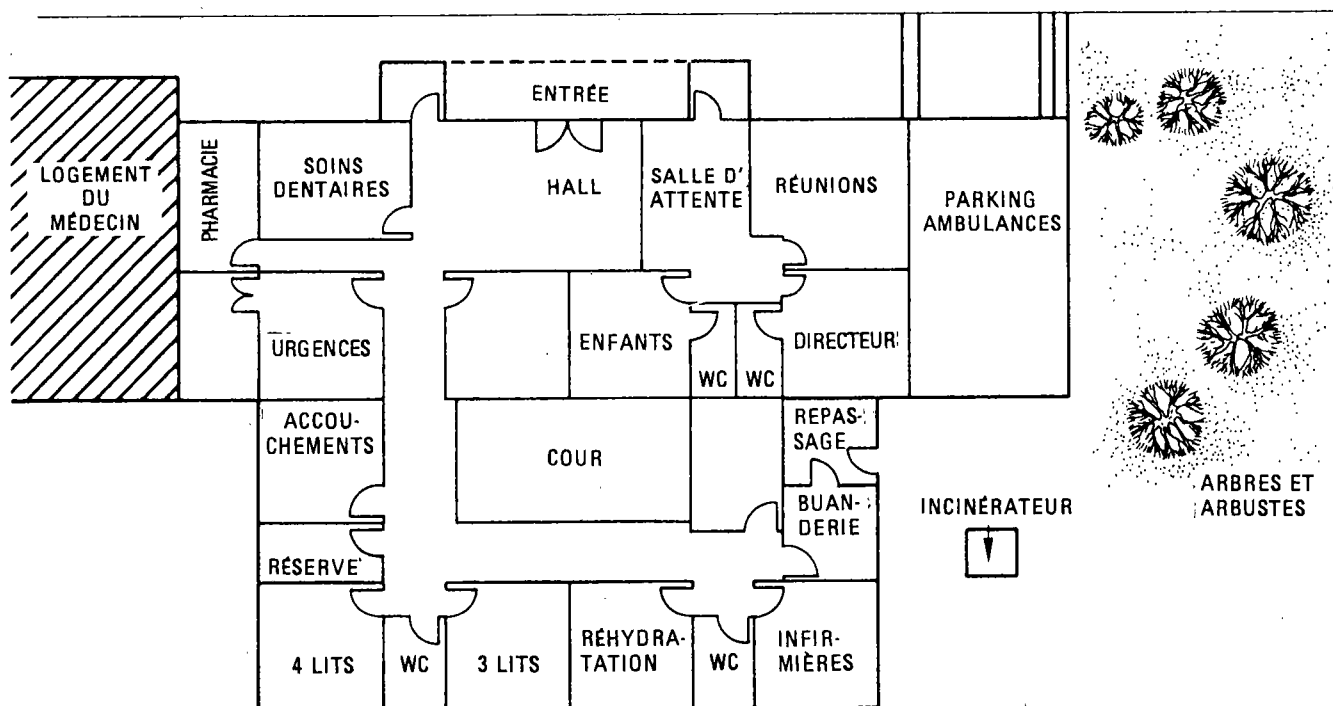 ENTRÉE
LOGEMENT
DU
MÉDECIN
PHARMACIE
SOINS
DENTAIRES
HALL
SALLE D'
ATTENTE
RÉUNIONS
PARKING
AMBULANCES
URGENCES
ENFANTS
WC
WC
DIRECTEUR
ACCOU-
CHEMENTS
COUR
REPAS-
SAGE
BUAN-
DERIE
INCINÉRATEUR
ARBRES ET
ARBUSTES
RÉSERVE
4 LITS
WC
3 LITS
RÉHYDRA-
TATION
WC
INFIR-
MIÈRES